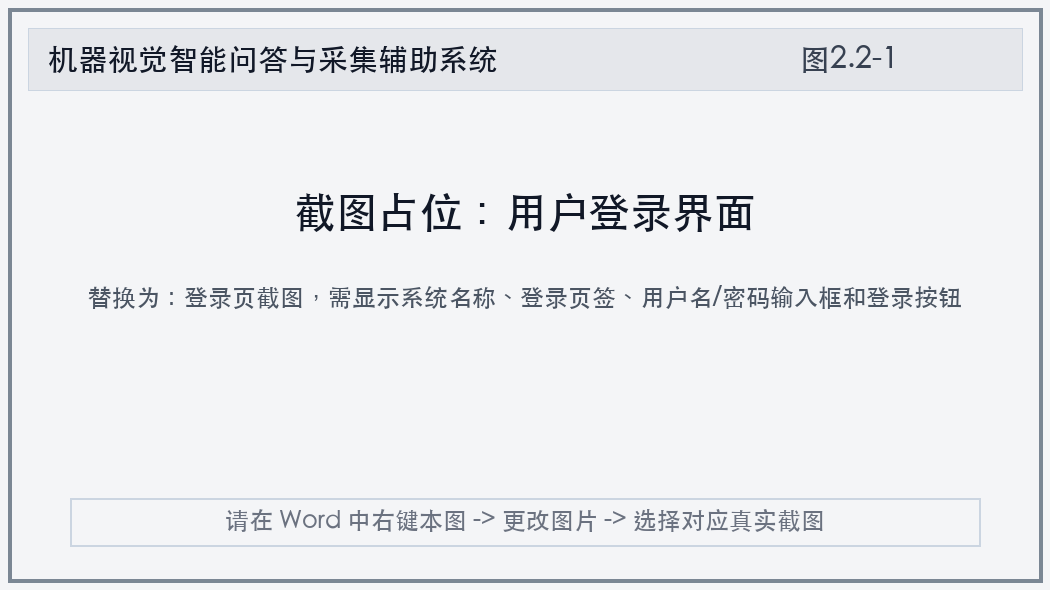 机器视觉智能问答与采集辅助系统 图2.2-1
截图占位：用户登录界面
替换为：登录页截图，需显示系统名称、登录页签、用户名/密码输入框和登录按钮
请在 Word 中右键本图 -> 更改图片 -> 选择对应真实截图